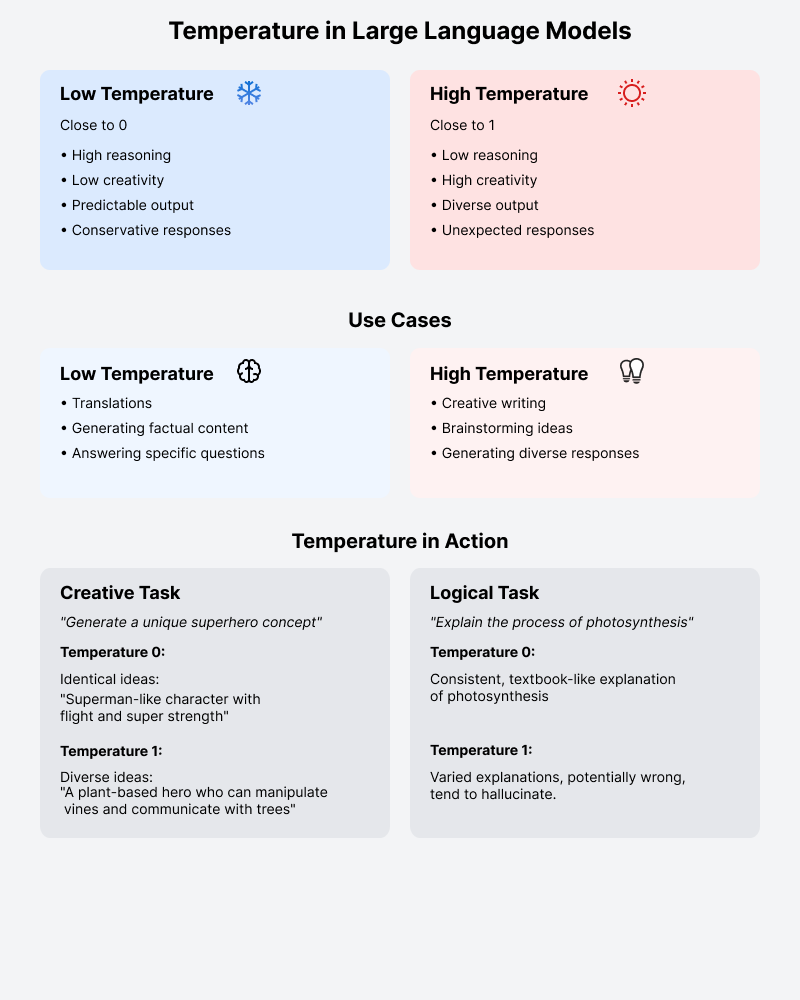 Temperature in Large Language Models
Low Temperature
Close to 0
• High reasoning
• Low creativity
• Predictable output
• Conservative responses
High Temperature
Close to 1
• Low reasoning
• High creativity
• Diverse output
• Unexpected responses
Use Cases
Low Temperature
• Translations
• Generating factual content
• Answering specific questions
High Temperature
• Creative writing
• Brainstorming ideas
• Generating diverse responses
Temperature in Action
Creative Task
"Generate a unique superhero concept"
Temperature 0:
Identical ideas:
"Superman-like character with
flight and super strength"
Temperature 1:
Diverse ideas:
"A plant-based hero who can manipulate
vines and communicate with trees"
Logical Task
"Explain the process of photosynthesis"
Temperature 0:
Consistent, textbook-like explanation
of photosynthesis
Temperature 1:
Varied explanations, potentially wrong,
tend to hallucinate.